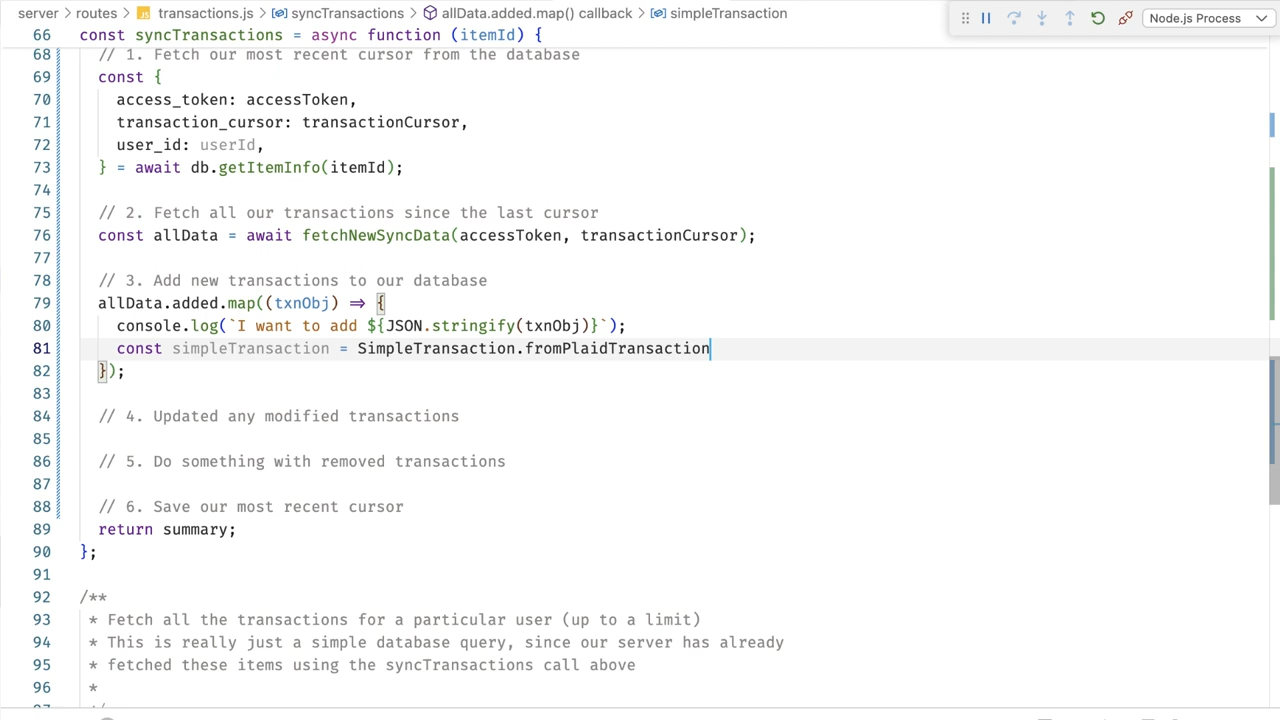 server > routes > JS transactions.js > syncTransactions > allData.added.map() callback > simpleTransaction
Node.js Process
66 const syncTransactions = async function (itemId) {
68 // 1. Fetch our most recent cursor from the database
69 const {
70 access_token: accessToken,
71 transaction_cursor: transactionCursor,
72 user_id: userId,
73 } = await db.getItemInfo(itemId);
74
75 // 2. Fetch all our transactions since the last cursor
76 const allData = await fetchNewSyncData(accessToken, transactionCursor);
77
78 // 3. Add new transactions to our database
79 allData.added.map((txnObj) => {
80 console.log(`I want to add ${JSON.stringify(txnObj)}`);
81 const simpleTransaction = SimpleTransaction.fromPlaidTransaction
82 });
83
84 // 4. Updated any modified transactions
85
86 // 5. Do something with removed transactions
87
88 // 6. Save our most recent cursor
89 return summary;
90 };
91
92 /**
93 * Fetch all the transactions for a particular user (up to a limit)
94 * This is really just a simple database query, since our server has already
95 * fetched these items using the syncTransactions call above
96 *